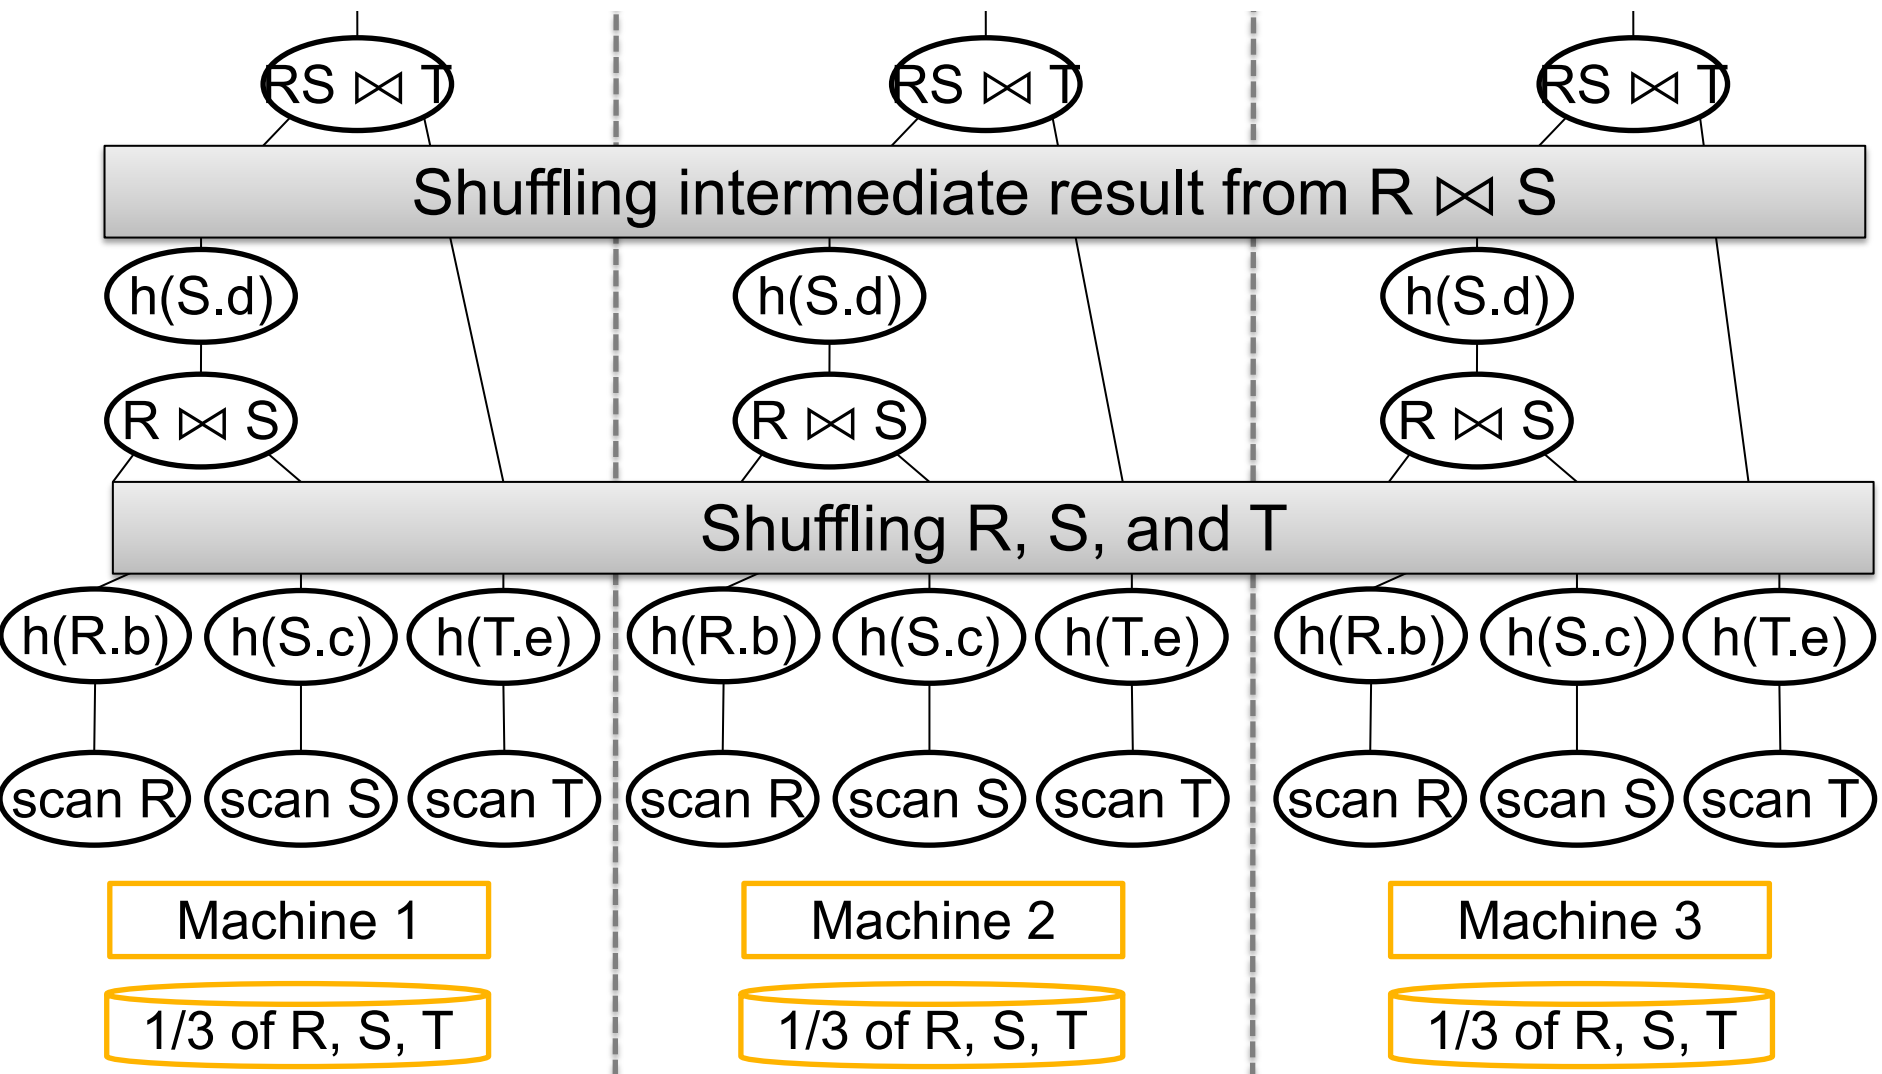 RS ⋈ T RS ⋈ T RS ⋈ T
Shuffling intermediate result from R ⋈ S
h(S.d) h(S.d) h(S.d)
R ⋈ S R ⋈ S R ⋈ S
Shuffling R, S, and T
h(R.b) h(S.c) h(T.e) h(R.b) h(S.c) h(T.e) h(R.b) h(S.c) h(T.e)
scan R scan S scan T scan R scan S scan T scan R scan S scan T
Machine 1 Machine 2 Machine 3
1/3 of R, S, T 1/3 of R, S, T 1/3 of R, S, T